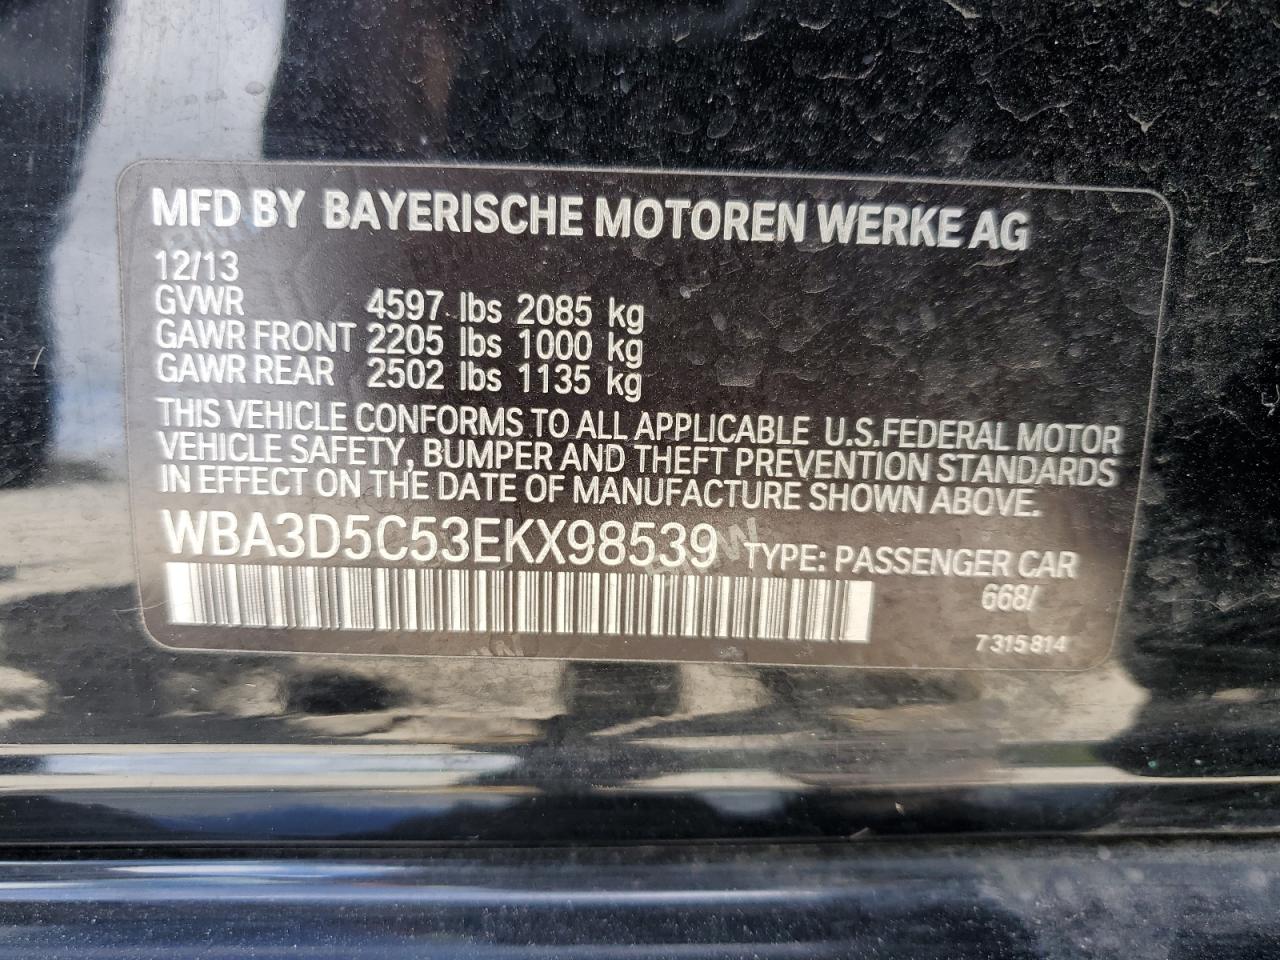 MFD BY BAYERISCHE MOTOREN WERKE AG
12/13
GVWR 4597 lbs 2085 kg
GAWR FRONT 2205 lbs 1000 kg
GAWR REAR 2502 lbs 1135 kg
THIS VEHICLE CONFORMS TO ALL APPLICABLE U.S.FEDERAL MOTOR
VEHICLE SAFETY, BUMPER AND THEFT PREVENTION STANDARDS
IN EFFECT ON THE DATE OF MANUFACTURE SHOWN ABOVE.
WBA3D5C53EKX98539 TYPE: PASSENGER CAR
668/
7 315 814